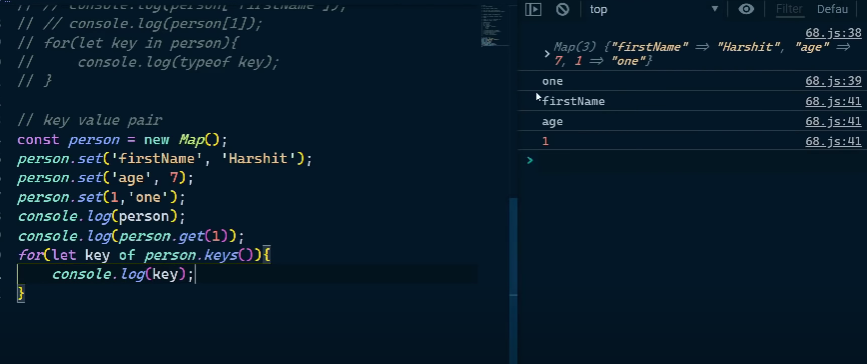 // // console.log(person['firstName']);
// // console.log(person[1]);
// for(let key in person){
//     console.log(typeof key);
// }
// key value pair
const person = new Map();
person.set('firstName', 'Harshit');
person.set('age', 7);
person.set(1,'one');
console.log(person);
console.log(person.get(1));
for(let key of person.keys()){
    console.log(key);
}
top
Filter
Defau
68.js:38
Map(3) {"firstName" => "Harshit", "age" =>
7, 1 => "one"}
one 68.js:39
firstName 68.js:41
age 68.js:41
1 68.js:41
>